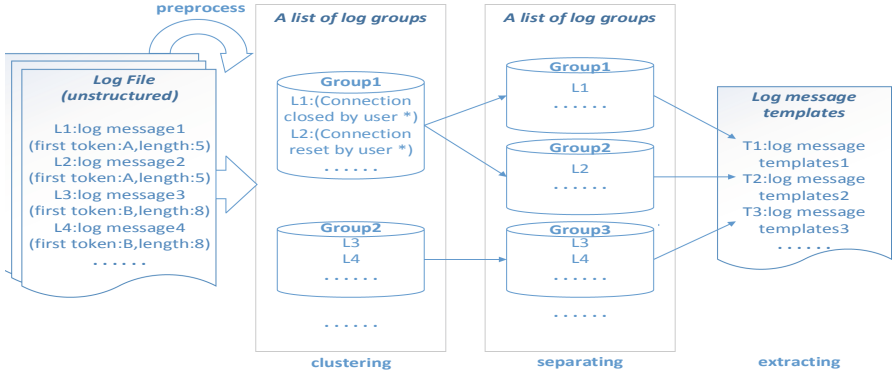 preprocess
Log File
(unstructured)
L1:log message1
(first token:A,length:5)
L2:log message2
(first token:A,length:5)
L3:log message3
(first token:B,length:8)
L4:log message4
(first token:B,length:8)
......
A list of log groups
Group1
L1:(Connection
closed by user *)
L2:(Connection
reset by user *)
......
Group2
L3
L4
......
......
clustering
A list of log groups
Group1
L1
......
Group2
L2
......
Group3
L3
L4
......
......
separating
Log message
templates
T1:log message
templates1
T2:log message
templates2
T3:log message
templates3
......
extracting